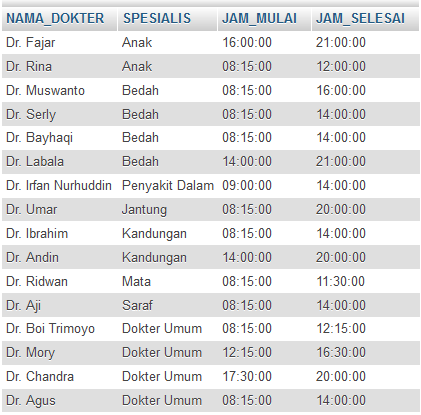 NAMA_DOKTER SPESIALIS JAM_MULAI JAM_SELESAI
Dr. Fajar Anak 16:00:00 21:00:00
Dr. Rina Anak 08:15:00 12:00:00
Dr. Muswanto Bedah 08:15:00 16:00:00
Dr. Serly Bedah 08:15:00 14:00:00
Dr. Bayhaqi Bedah 08:15:00 14:00:00
Dr. Labala Bedah 14:00:00 21:00:00
Dr. Irfan Nurhuddin Penyakit Dalam 09:00:00 14:00:00
Dr. Umar Jantung 08:15:00 20:00:00
Dr. Ibrahim Kandungan 08:15:00 14:00:00
Dr. Andin Kandungan 14:00:00 20:00:00
Dr. Ridwan Mata 08:15:00 11:30:00
Dr. Aji Saraf 08:15:00 14:00:00
Dr. Boi Trimoyo Dokter Umum 08:15:00 12:15:00
Dr. Mory Dokter Umum 12:15:00 16:30:00
Dr. Chandra Dokter Umum 17:30:00 20:00:00
Dr. Agus Dokter Umum 08:15:00 14:00:00